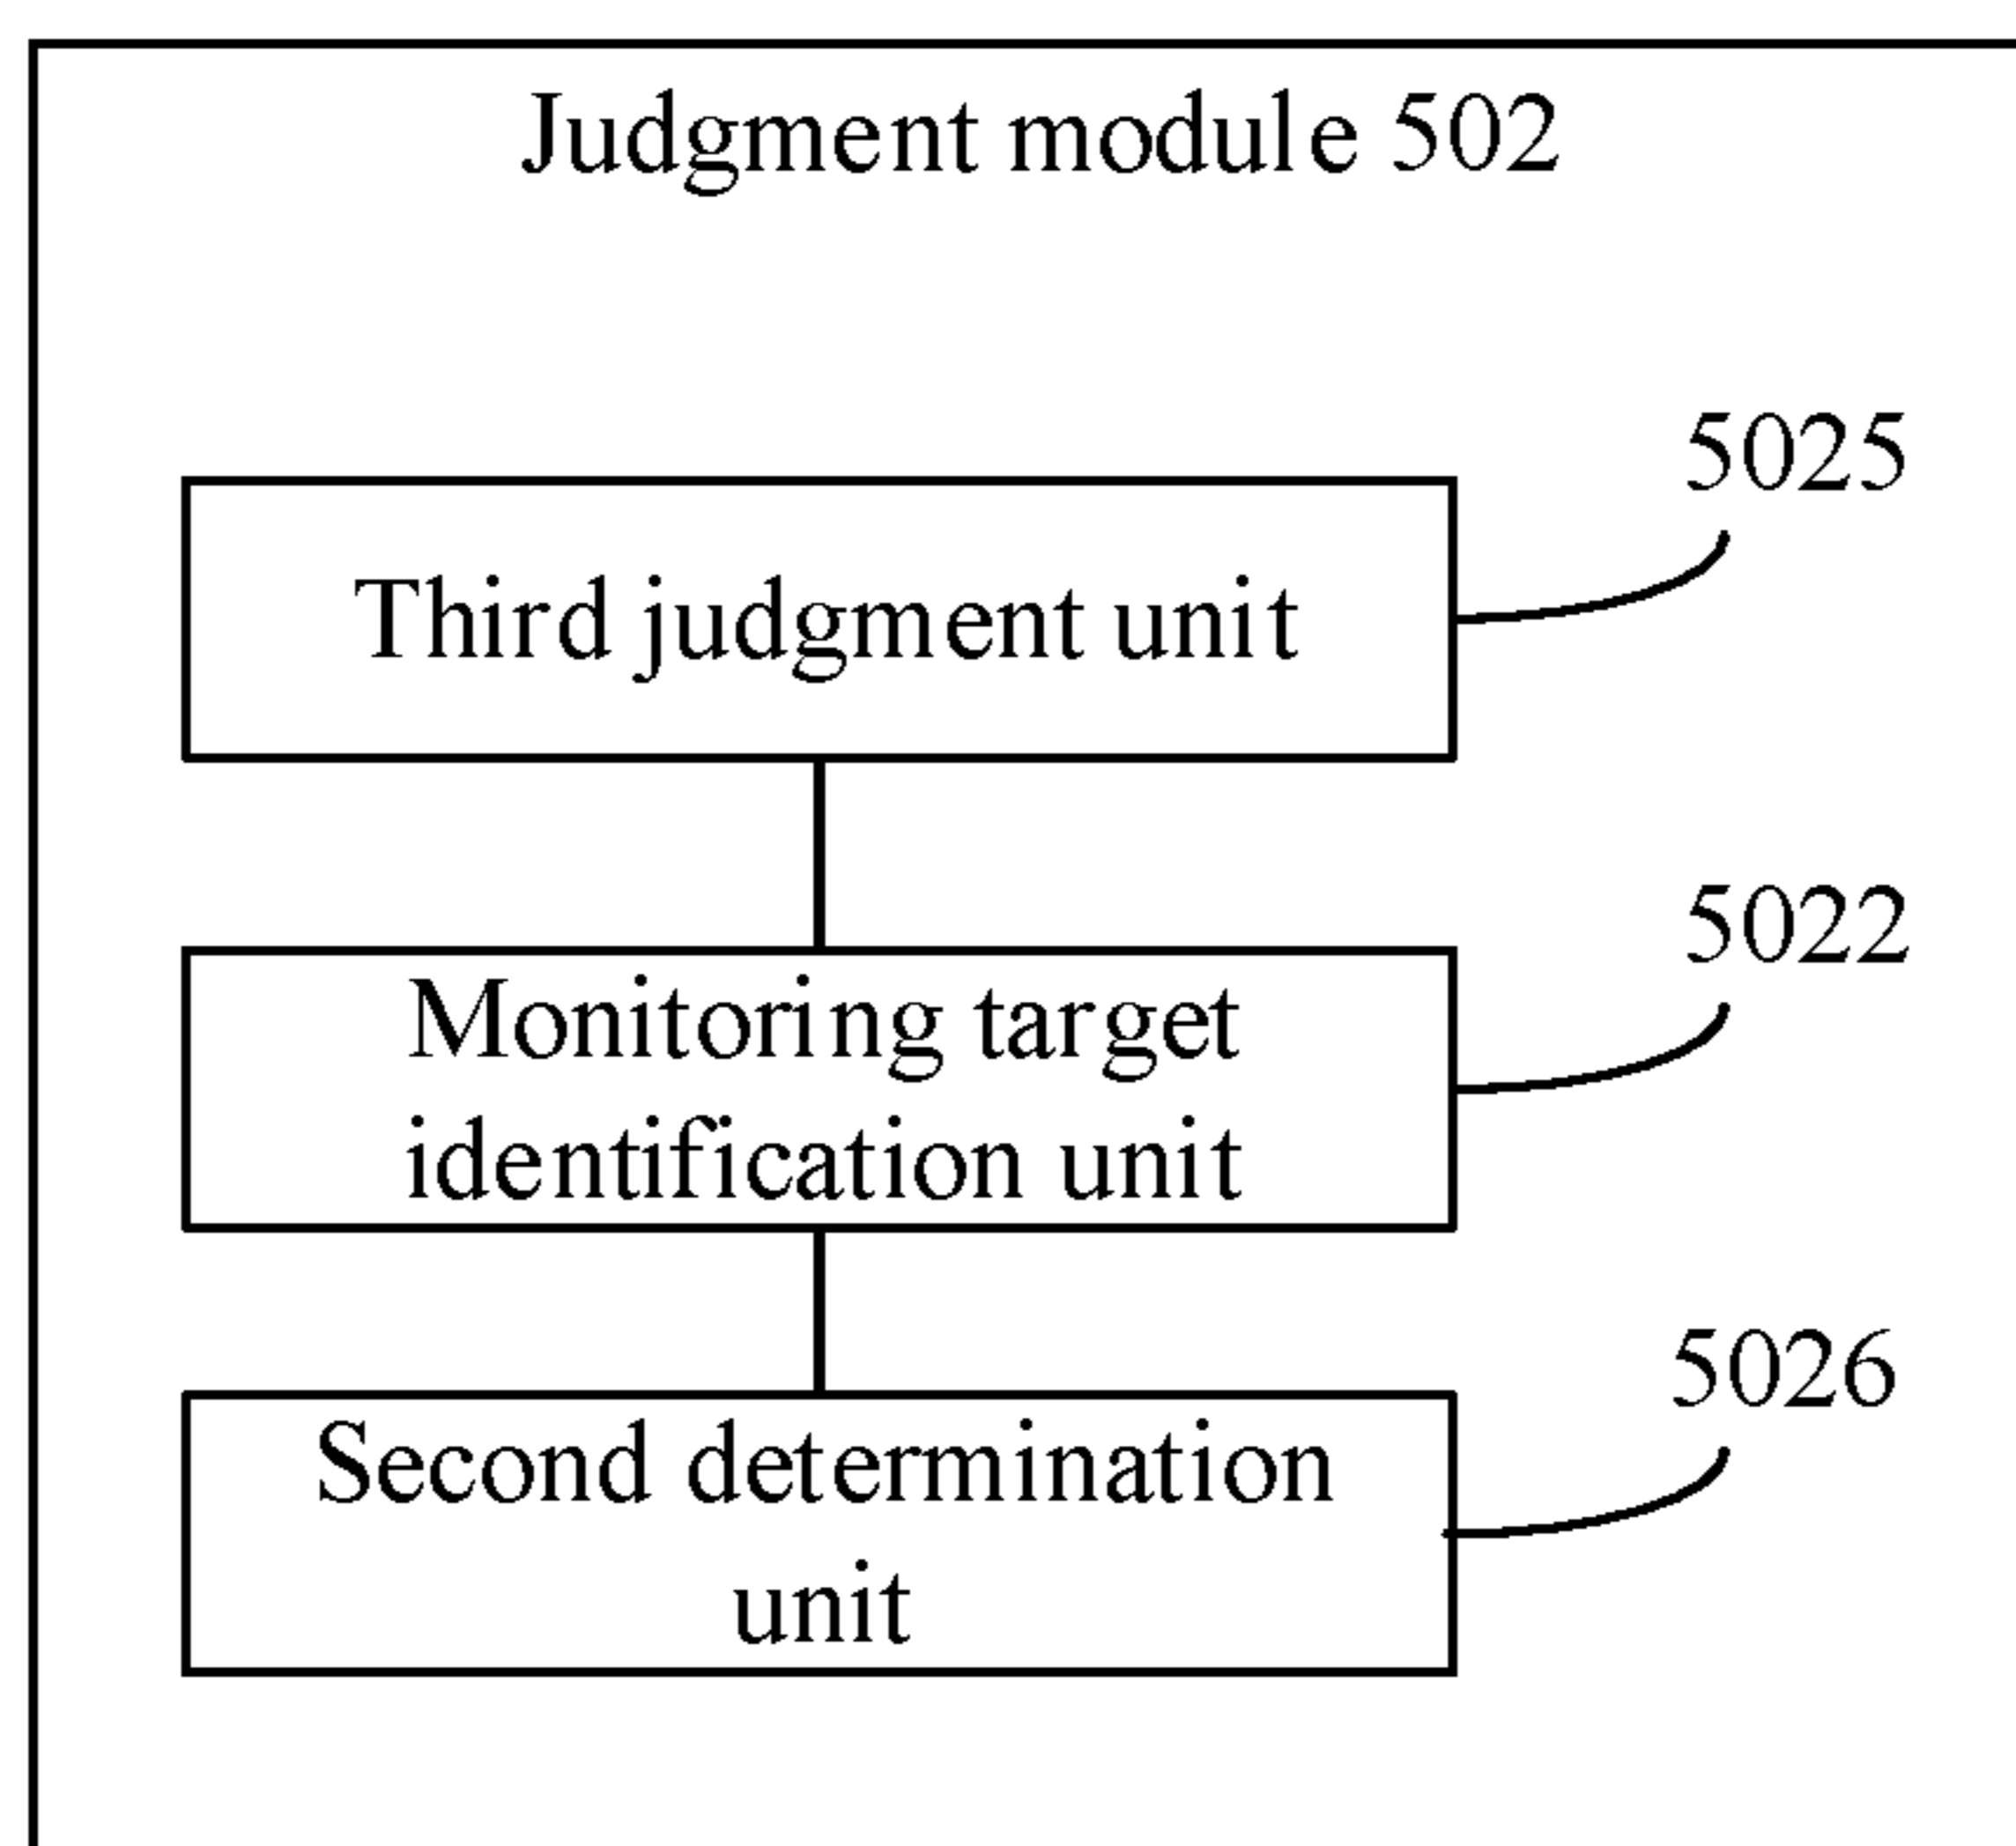 Judgment module 502
5025
Third judgment unit
5022
Monitoring target
identification unit
5026
Second determination
unit